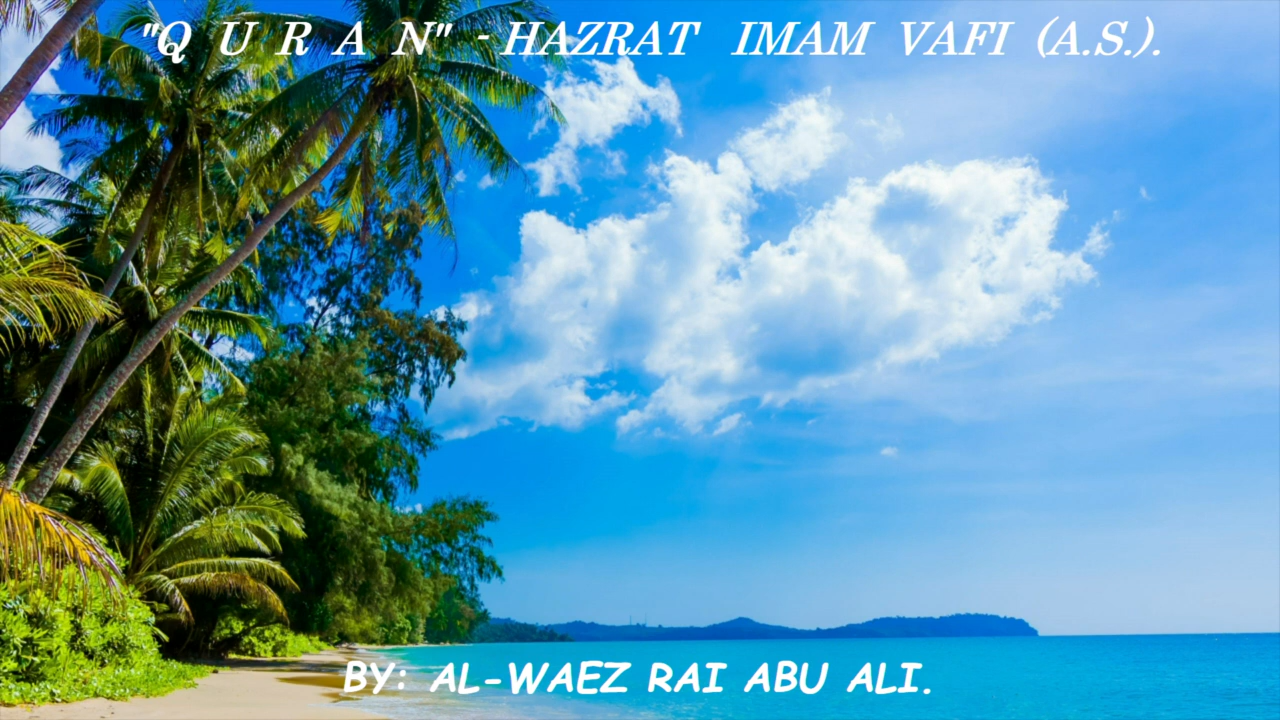 "Q U R A N" - HAZRAT IMAM VAFI (A.S.).
BY: AL-WAEZ RAI ABU ALI.